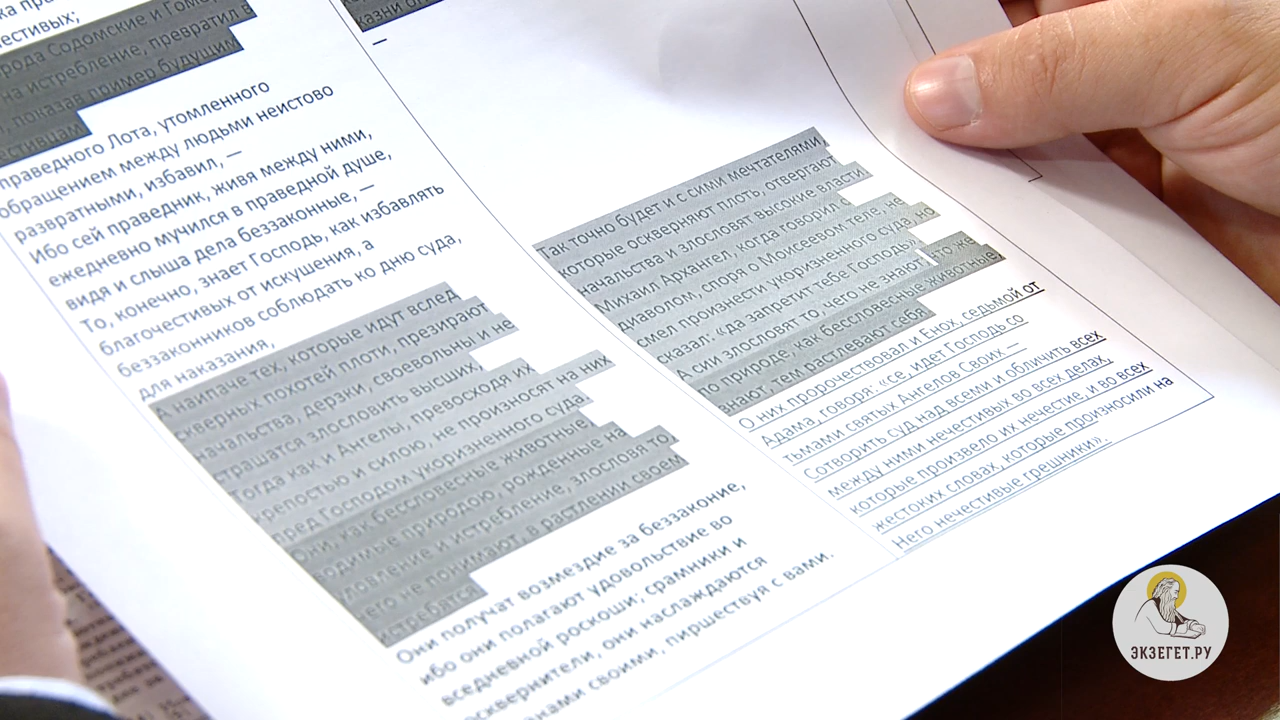 нестивых;
города Содомские и
на истребление, превратил в
показав пример будущим
праведного Лота, утомленного
обращением между людьми неистово
развратными, избавил, —
Ибо сей праведник, живя между ними,
ежедневно мучился в праведной душе,
видя и слыша дела беззаконные, —
То, конечно, знает Господь, как избавлять
благочестивых от искушения, а
беззаконников соблюдать ко дню суда,
для наказания,
А наипаче тех, которые идут вслед
скверных похотей плоти, презирают
начальства, дерзки, своевольны и не
страшатся злословить высших,
Тогда как и Ангелы, превосходя их
крепостью и силою, не произносят на них
пред Господом укоризненного суда.
Они, как бессловесные животные,
водимые природою, рожденные на
уловление и истребление, злословя то,
чего не понимают, в растлении своем
истребятся
Они получат возмездие за беззаконие,
ибо они полагают удовольствие во
вседневной роскоши; срамники и
осквернители, они наслаждаются
своими, пиршествуя с вами.
казни
—
Так точно будет и с сими мечтателями,
которые оскверняют плоть, отвергают
начальства и злословят высокие власти.
Михаил Архангел, когда говорил с
диаволом, споря о Моисеевом теле, не
смел произнести укоризненного суда, но
сказал: «да запретит тебе Господь».
А сии злословят то, чего не знают; что же
по природе, как бессловесные животные,
знают, тем растлевают себя
О них пророчествовал и Енох, седьмой от
Адама, говоря: «се, идет Господь со
тьмами святых Ангелов Своих —
Сотворить суд над всеми и обличить всех
между ними нечестивых во всех делах,
которые произвело их нечестие, и во всех
жестоких словах, которые произносили на
Него нечестивые грешники».
ЭКЗЕГЕТ.РУ